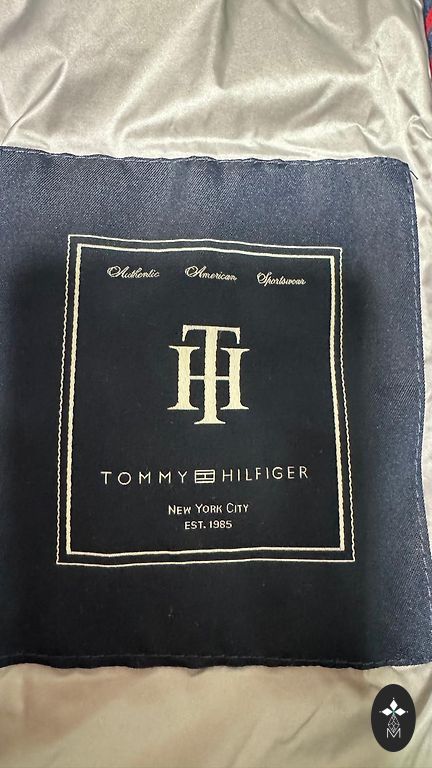 Authentic American Sportswear
TH
TOMMY HILFIGER
NEW YORK CITY
EST. 1985
M